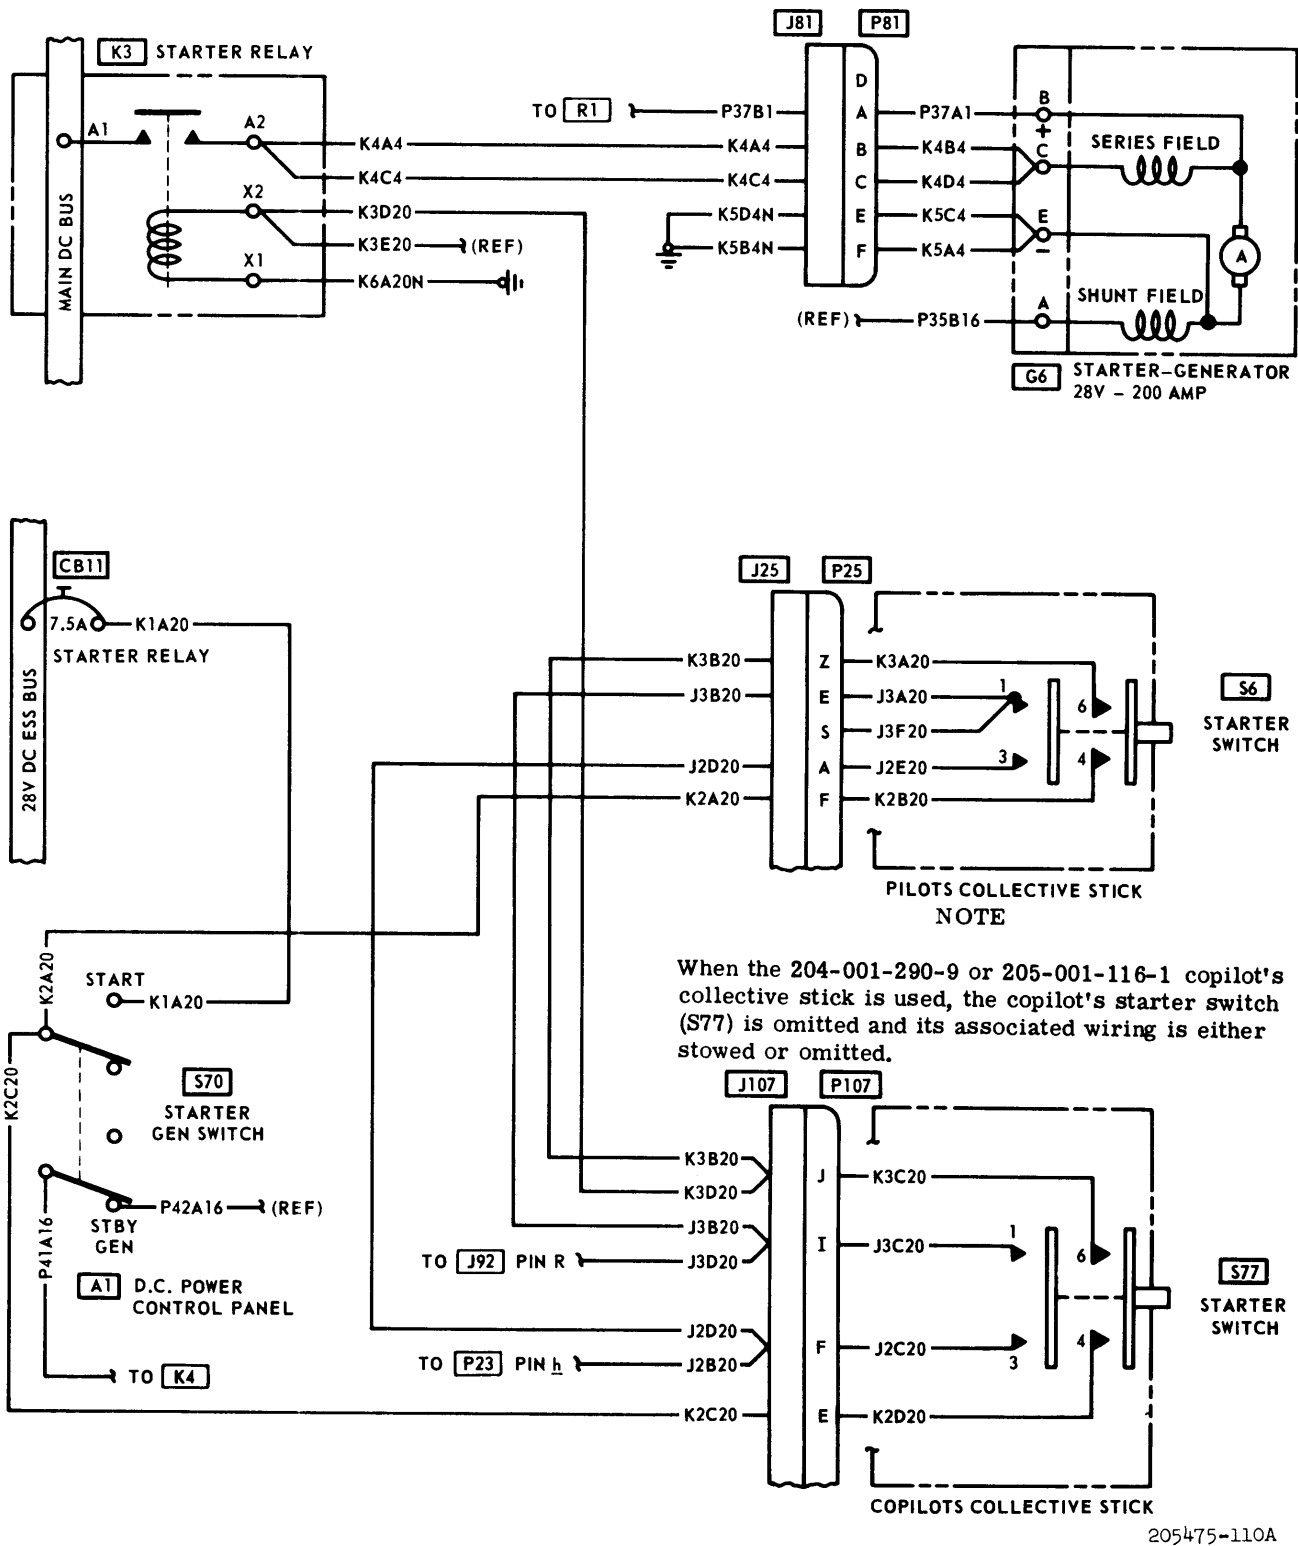 J81 P81
K3 STARTER RELAY
D
TO R1 P37B1 A P37A1 B
+
A1 A2 K4A4 K4A4 B K4B4 C SERIES FIELD
K4C4 K4C4 C K4D4
X2 K3D20 K5D4N E K5C4 E
K3E20 (REF) K5B4N F K5A4 −
A
X1 K6A20N
MAIN DC BUS
A SHUNT FIELD
(REF) P35B16
G6 STARTER-GENERATOR
28V - 200 AMP
CB11
J25 P25
7.5A K1A20
STARTER RELAY
28V DC ESS BUS
K3B20 Z K3A20
J3B20 E J3A20 1 6
S J3F20
J2D20 A J2E20 3 4
K2A20 F K2B20
S6
STARTER
SWITCH
PILOTS COLLECTIVE STICK
NOTE
When the 204-001-290-9 or 205-001-116-1 copilot's
collective stick is used, the copilot's starter switch
(S77) is omitted and its associated wiring is either
stowed or omitted.
K2A20
START
K1A20
K2C20
S70
STARTER
GEN SWITCH
P42A16 (REF)
STBY
GEN
P41A16
A1 D.C. POWER
CONTROL PANEL
TO K4
J107 P107
K3B20 J K3C20
K3D20
J3B20 1 6
I J3C20
TO J92 PIN R J3D20
J2D20 4
F J2C20
TO P23 PIN h J2B20 3
K2C20 E K2D20
S77
STARTER
SWITCH
COPILOTS COLLECTIVE STICK
205475-110A